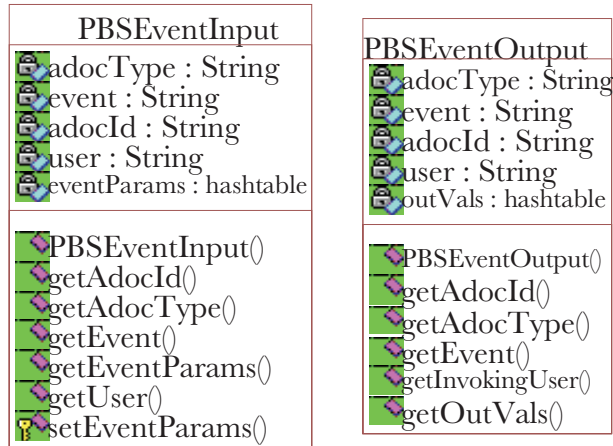 PBSEventInput
adocType : String
event : String
adocId : String
user : String
eventParams : hashtable
PBSEventInput()
getAdocId()
getAdocType()
getEvent()
getEventParams()
getUser()
setEventParams()
PBSEventOutput
adocType : String
event : String
adocId : String
user : String
outVals : hashtable
PBSEventOutput()
getAdocId()
getAdocType()
getEvent()
getInvokingUser()
getOutVals()